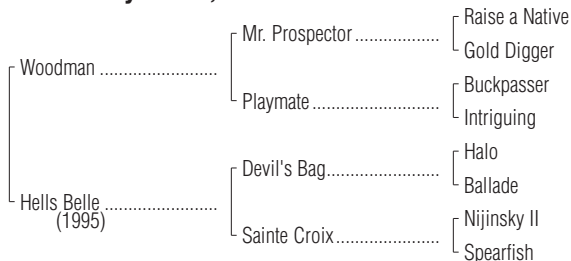 Raise a Native
Mr. Prospector
Gold Digger
Woodman
Buckpasser
Playmate
Intriguing
Halo
Devil's Bag
Ballade
Hells Belle
(1995)
Nijinsky II
Sainte Croix
Spearfish